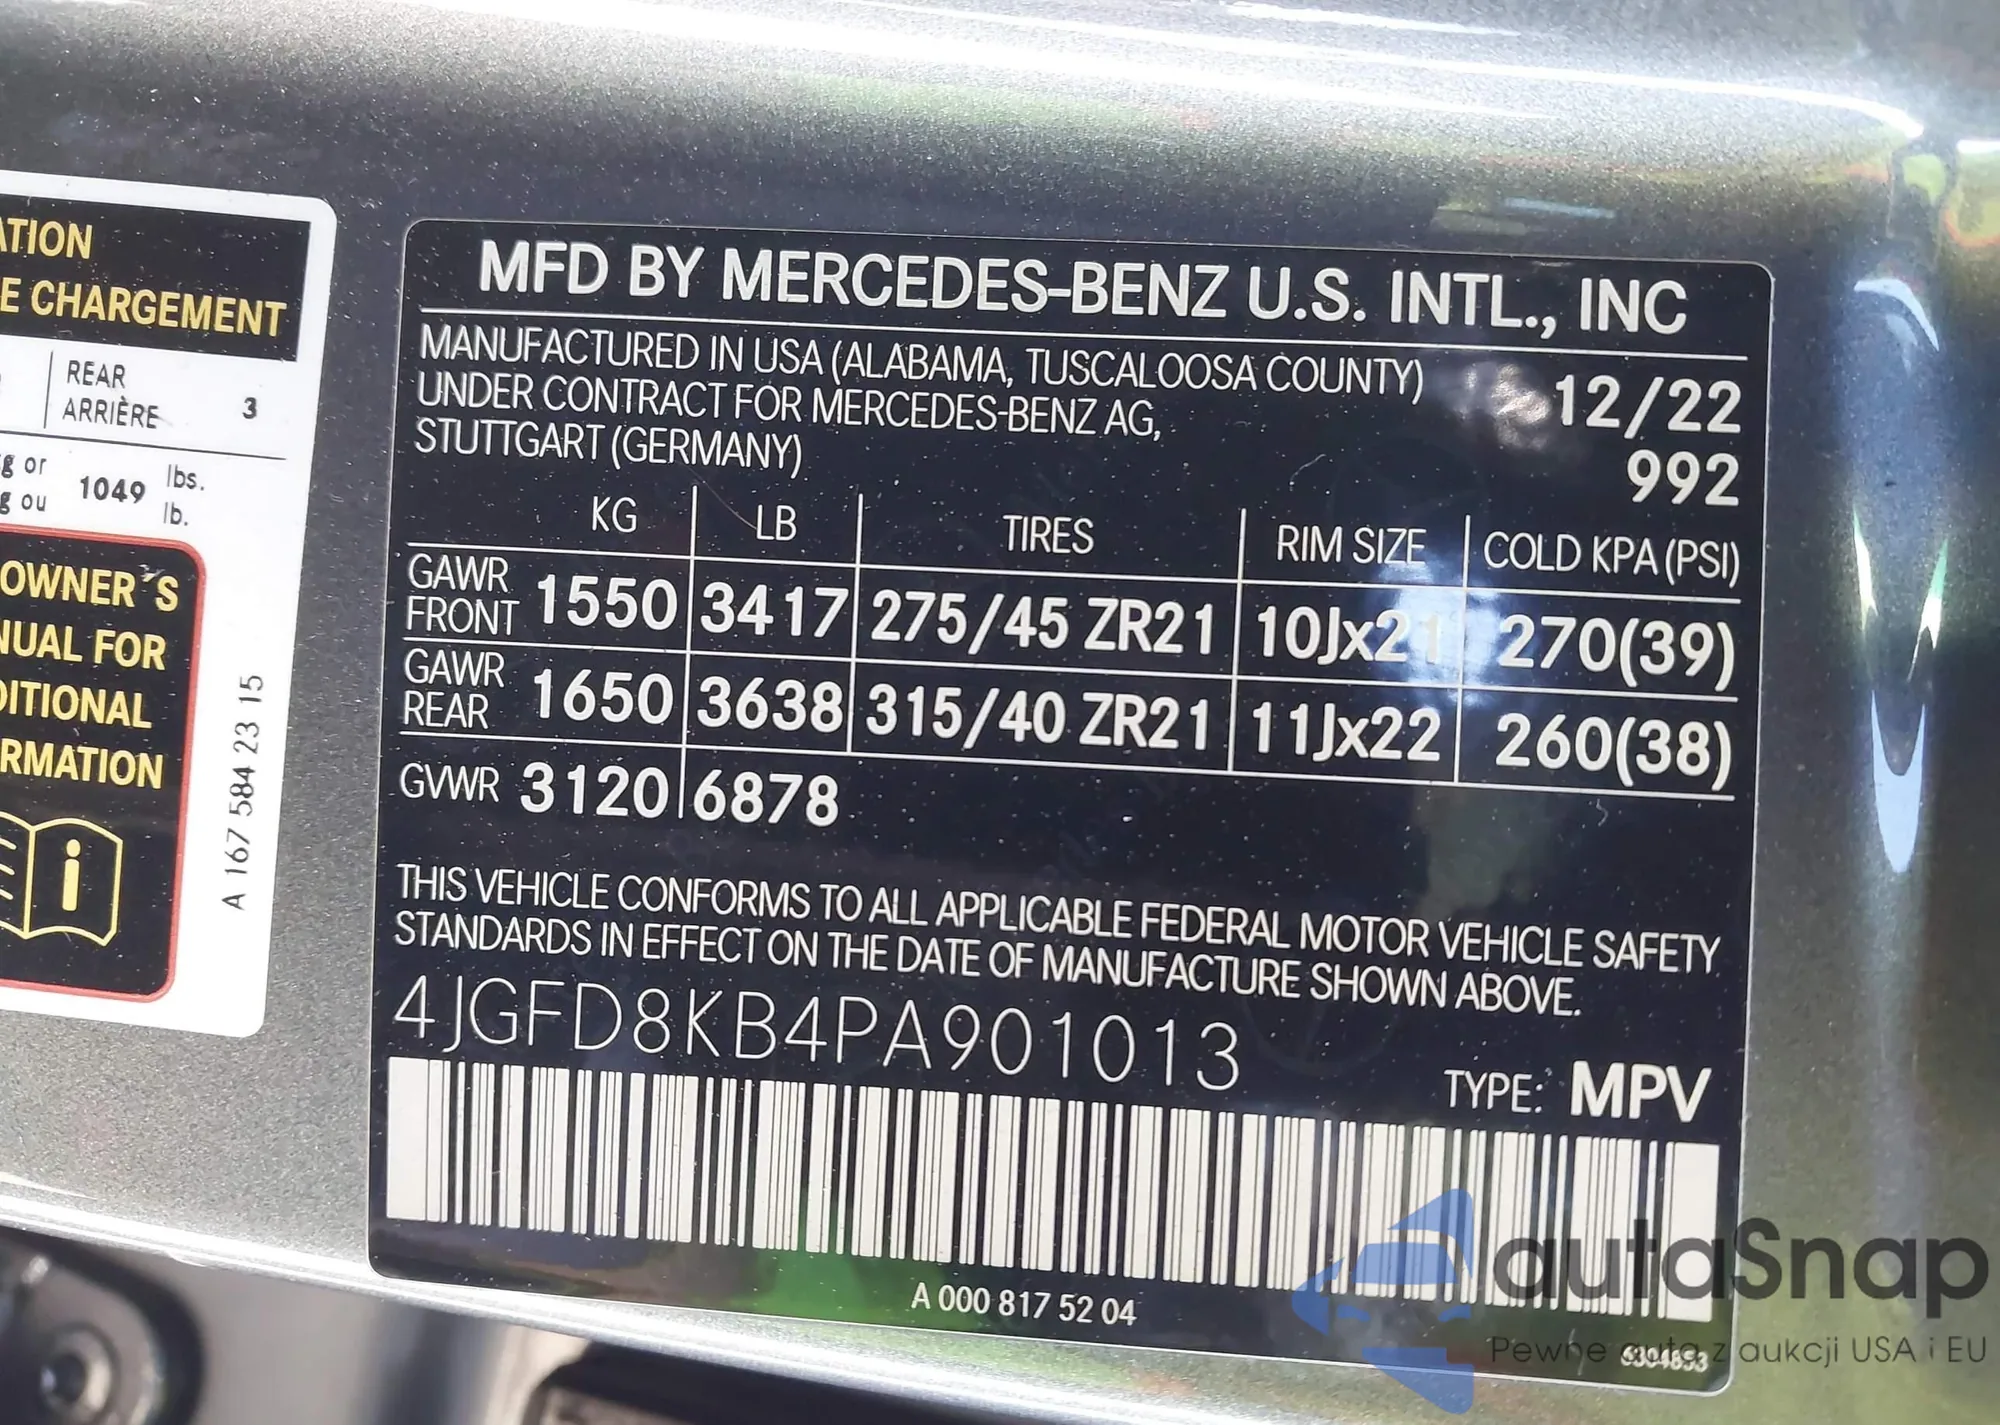 ATION
E CHARGEMENT
REAR
ARRIÈRE 3
g or
g ou 1049 lbs.
lb.
OWNER´S
NUAL FOR
DITIONAL
RMATION
A 167 584 23 15
MFD BY MERCEDES-BENZ U.S. INTL., INC
MANUFACTURED IN USA (ALABAMA, TUSCALOOSA COUNTY)
UNDER CONTRACT FOR MERCEDES-BENZ AG,
STUTTGART (GERMANY)
12/22
992
KG LB TIRES RIM SIZE COLD KPA (PSI)
GAWR FRONT 1550 3417 275/45 ZR21 10Jx21 270(39)
GAWR REAR 1650 3638 315/40 ZR21 11Jx22 260(38)
GVWR 3120 6878
THIS VEHICLE CONFORMS TO ALL APPLICABLE FEDERAL MOTOR VEHICLE SAFETY
STANDARDS IN EFFECT ON THE DATE OF MANUFACTURE SHOWN ABOVE.
4JGFD8KB4PA901013
TYPE: MPV
A 000 817 52 04
6304853
autaSnap
Pewne auta z aukcji USA i EU